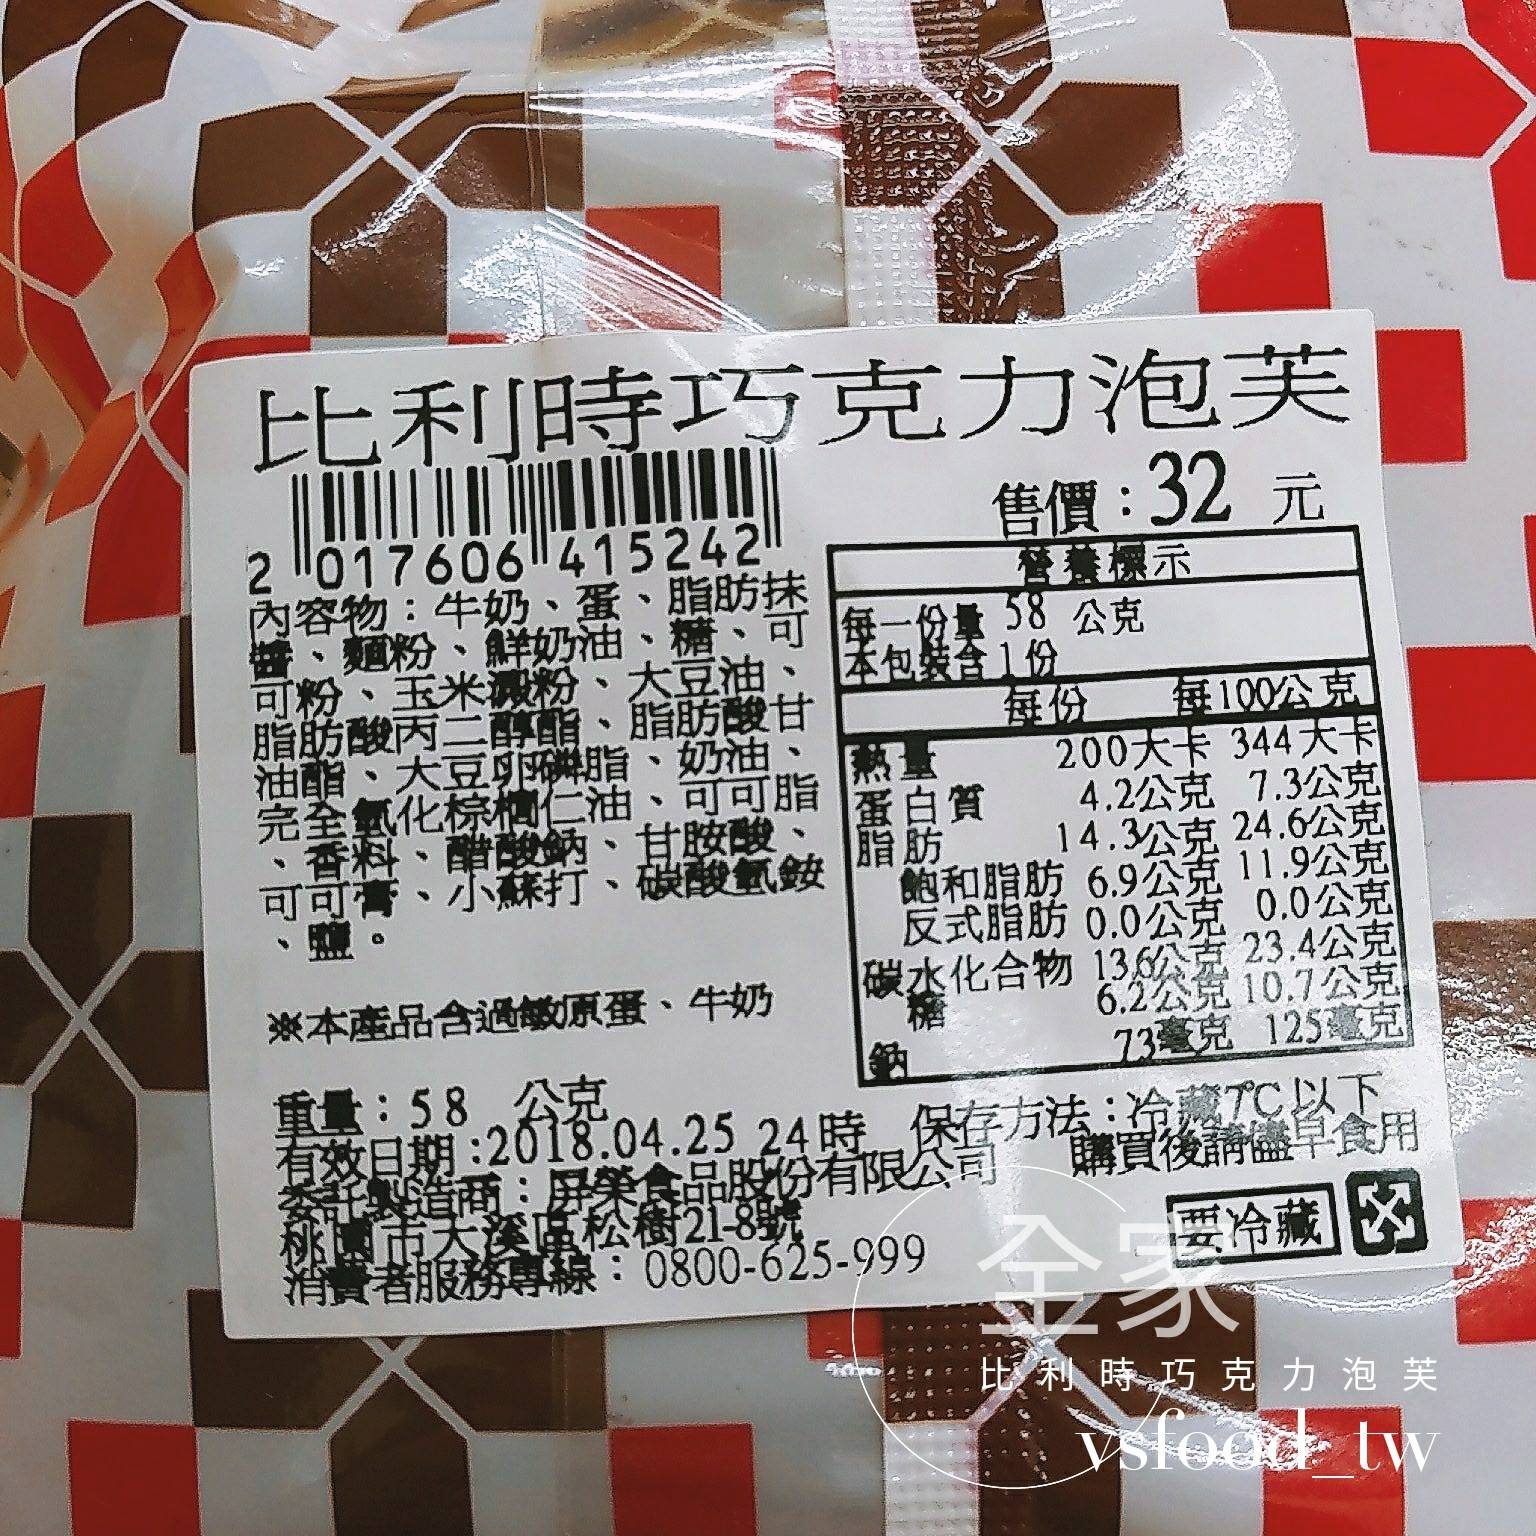 比利時巧克力泡芙
售價：32 元
2 017606 415242
內容物：牛奶、蛋、脂肪抹
醬、麵粉、鮮奶油、糖、可
可粉、玉米澱粉、大豆油、
脂肪酸丙二醇酯、脂肪酸甘
油酯、大豆卵磷脂、奶油、
完全氫化棕櫚仁油、可可脂
、香料、醋酸鈉、甘胺酸、
可可膏、小蘇打、碳酸氫銨
、鹽。
※本產品含過敏原蛋、牛奶
營養標示
每一份量 58 公克
本包裝含 1 份
每份 每100公克
熱量 200大卡 344大卡
蛋白質 4.2公克 7.3公克
脂肪 14.3公克 24.6公克
飽和脂肪 6.9公克 11.9公克
反式脂肪 0.0公克 0.0公克
碳水化合物 13.6公克 23.4公克
糖 6.2公克 10.7公克
鈉 73毫克 125毫克
重量：58 公克
有效日期：2018.04.25 24時
保存方法：冷藏7℃以下
購買後請儘早食用
委託製造商：屏榮食品股份有限公司
桃園市大溪區松樹21-8號
消費者服務專線：0800-625-999
要冷藏
全家
比利時巧克力泡芙
vsfood_tw